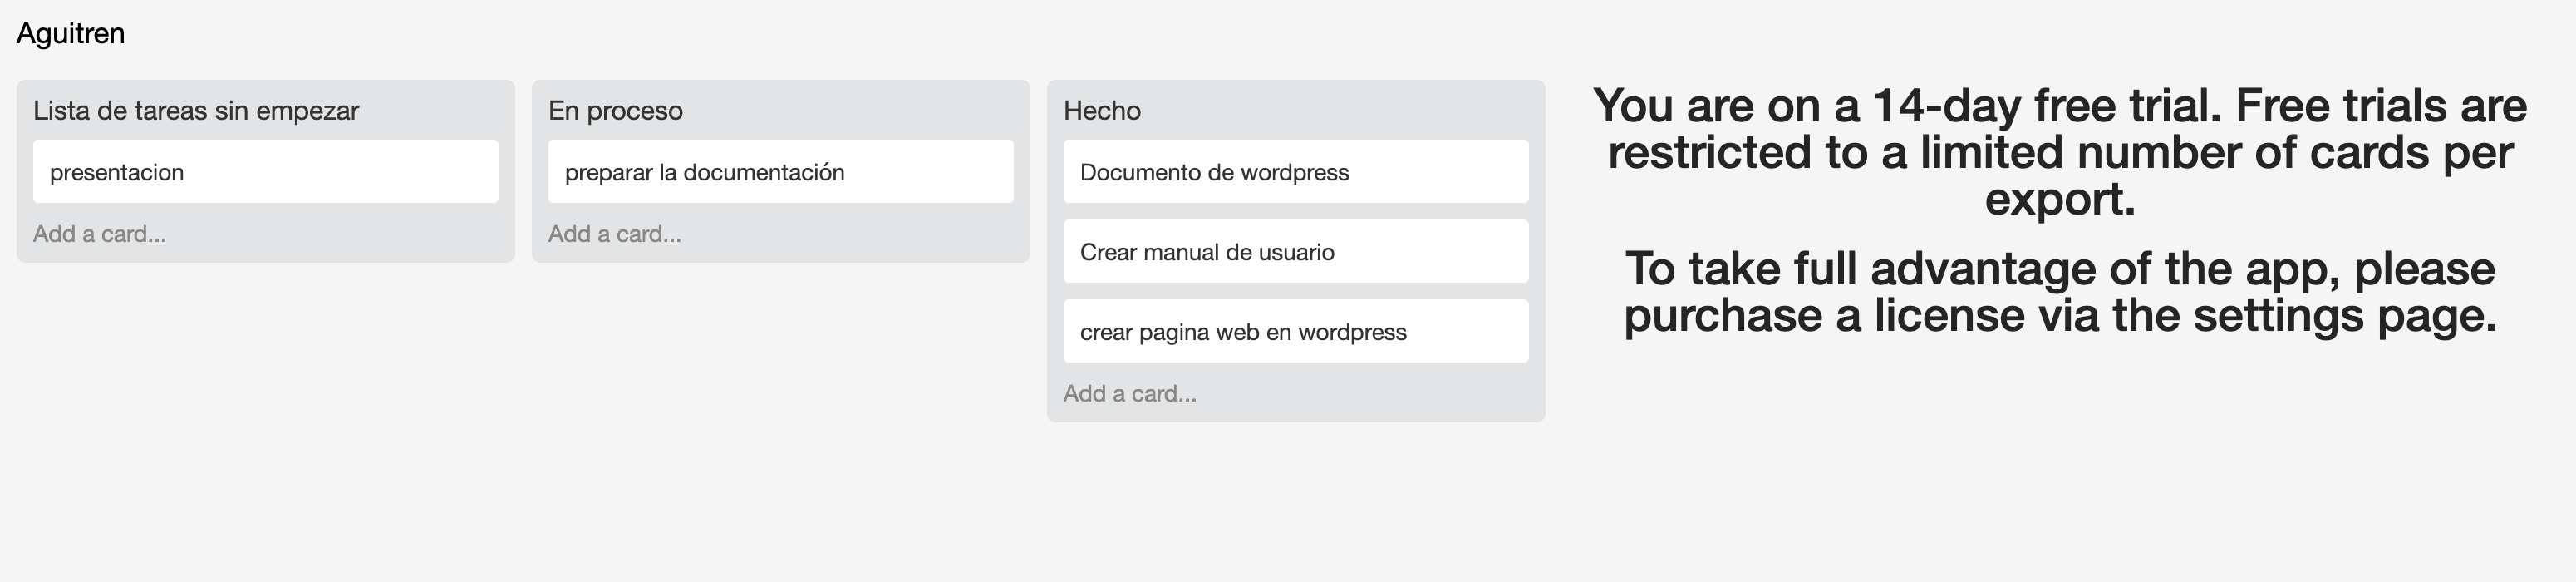 Aguitren
Lista de tareas sin empezar
presentacion
Add a card...
En proceso
preparar la documentación
Add a card...
Hecho
Documento de wordpress
Crear manual de usuario
crear pagina web en wordpress
Add a card...
You are on a 14-day free trial. Free trials are
restricted to a limited number of cards per
export.
To take full advantage of the app, please
purchase a license via the settings page.